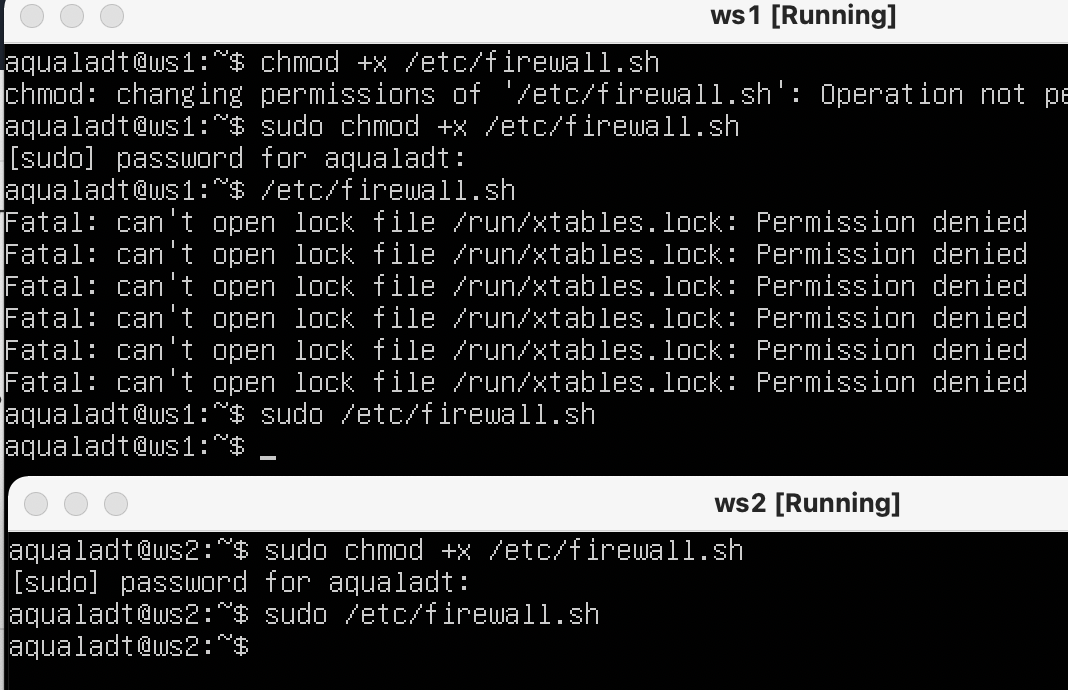 ws1 [Running]
aqualadt@ws1:~$ chmod +x /etc/firewall.sh
chmod: changing permissions of '/etc/firewall.sh': Operation not pe
aqualadt@ws1:~$ sudo chmod +x /etc/firewall.sh
[sudo] password for aqualadt:
aqualadt@ws1:~$ /etc/firewall.sh
Fatal: can't open lock file /run/xtables.lock: Permission denied
Fatal: can't open lock file /run/xtables.lock: Permission denied
Fatal: can't open lock file /run/xtables.lock: Permission denied
Fatal: can't open lock file /run/xtables.lock: Permission denied
Fatal: can't open lock file /run/xtables.lock: Permission denied
Fatal: can't open lock file /run/xtables.lock: Permission denied
aqualadt@ws1:~$ sudo /etc/firewall.sh
aqualadt@ws1:~$ _
ws2 [Running]
aqualadt@ws2:~$ sudo chmod +x /etc/firewall.sh
[sudo] password for aqualadt:
aqualadt@ws2:~$ sudo /etc/firewall.sh
aqualadt@ws2:~$